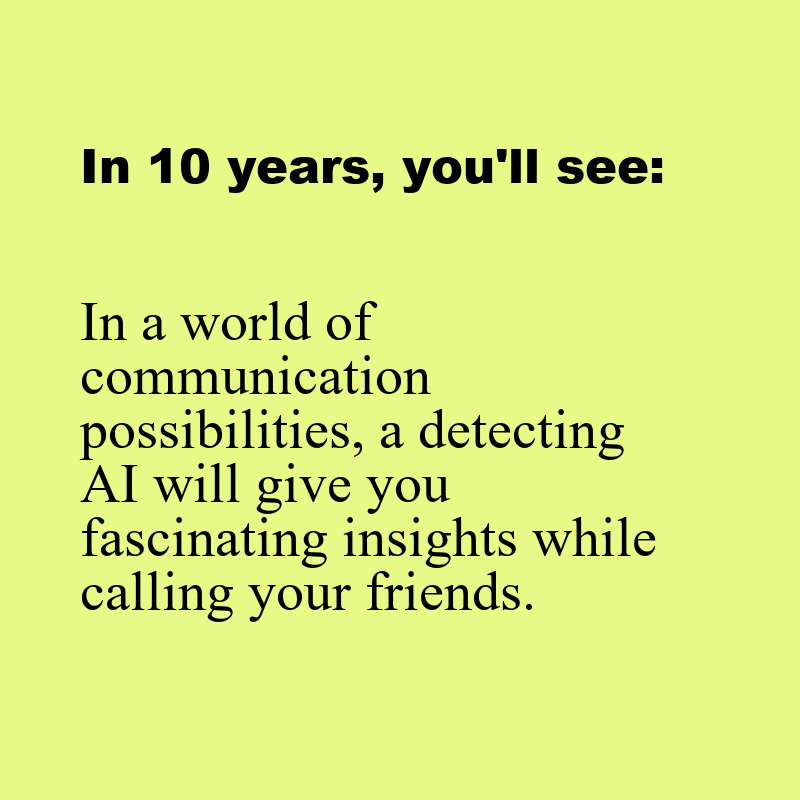 In 10 years, you'll see:
In a world of
communication
possibilities, a detecting
AI will give you
fascinating insights while
calling your friends.